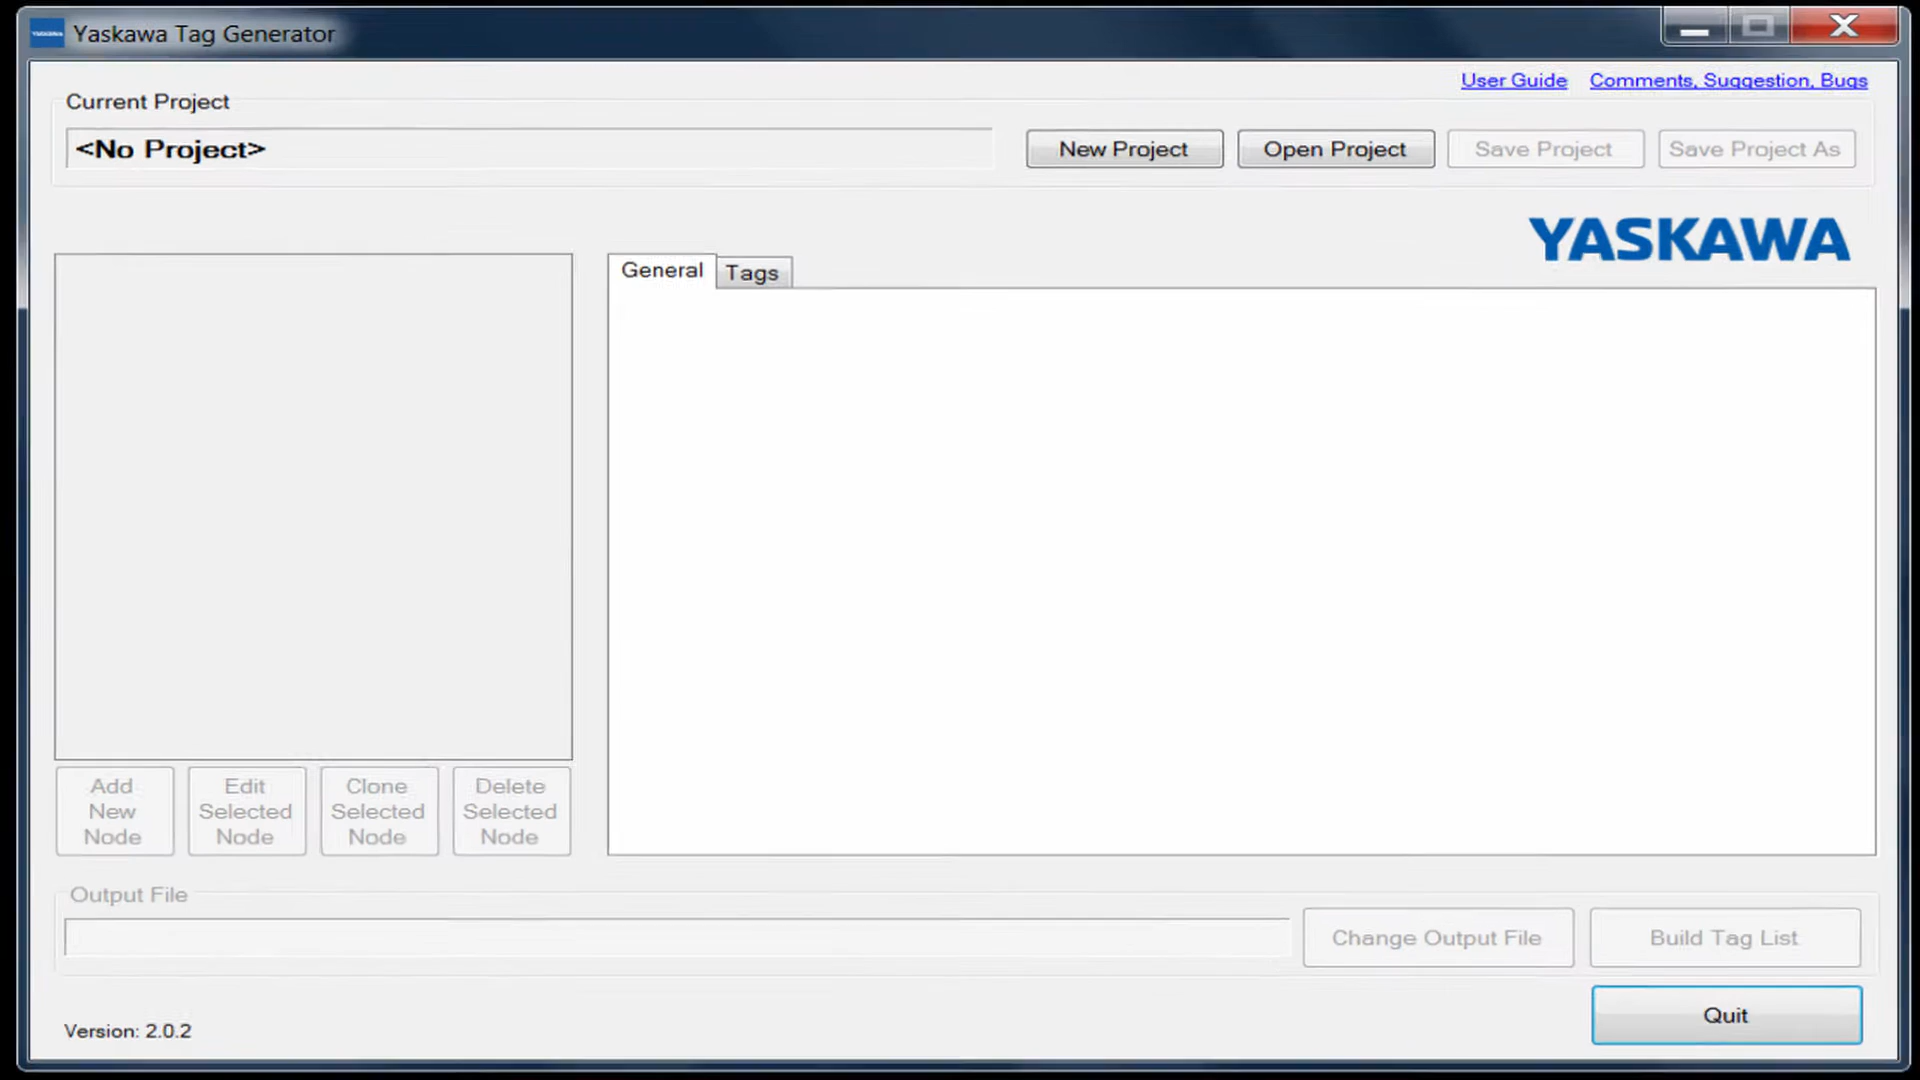 YASKAWA
Yaskawa Tag Generator
X
User Guide
Comments, Suggestion, Bugs
Current Project
<No Project>
New Project
Open Project
Save Project
Save Project As
YASKAWA
General
Tags
Add
New
Node
Edit
Selected
Node
Clone
Selected
Node
Delete
Selected
Node
Output File
Change Output File
Build Tag List
Version: 2.0.2
Quit